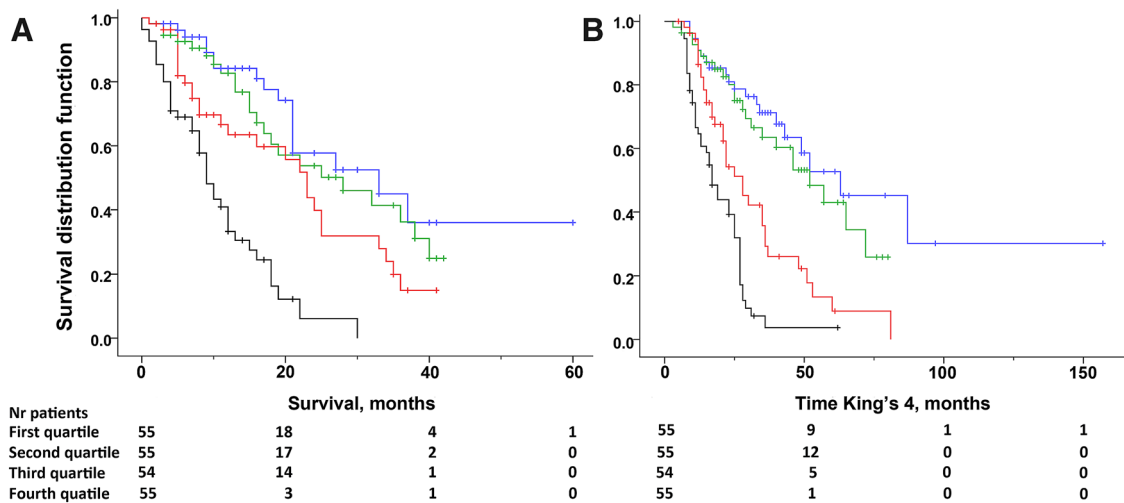 A
B
Survival distribution function
1.0
0.8
0.6
0.4
0.2
0.0
0 20 40 60
Survival, months
1.0
0.8
0.6
0.4
0.2
0.0
0 50 100 150
Time King's 4, months
Nr patients
First quartile 55 18 4 1 55 9 1 1
Second quartile 55 17 2 0 55 12 0 0
Third quartile 54 14 1 0 54 5 0 0
Fourth quatile 55 3 1 0 55 1 0 0